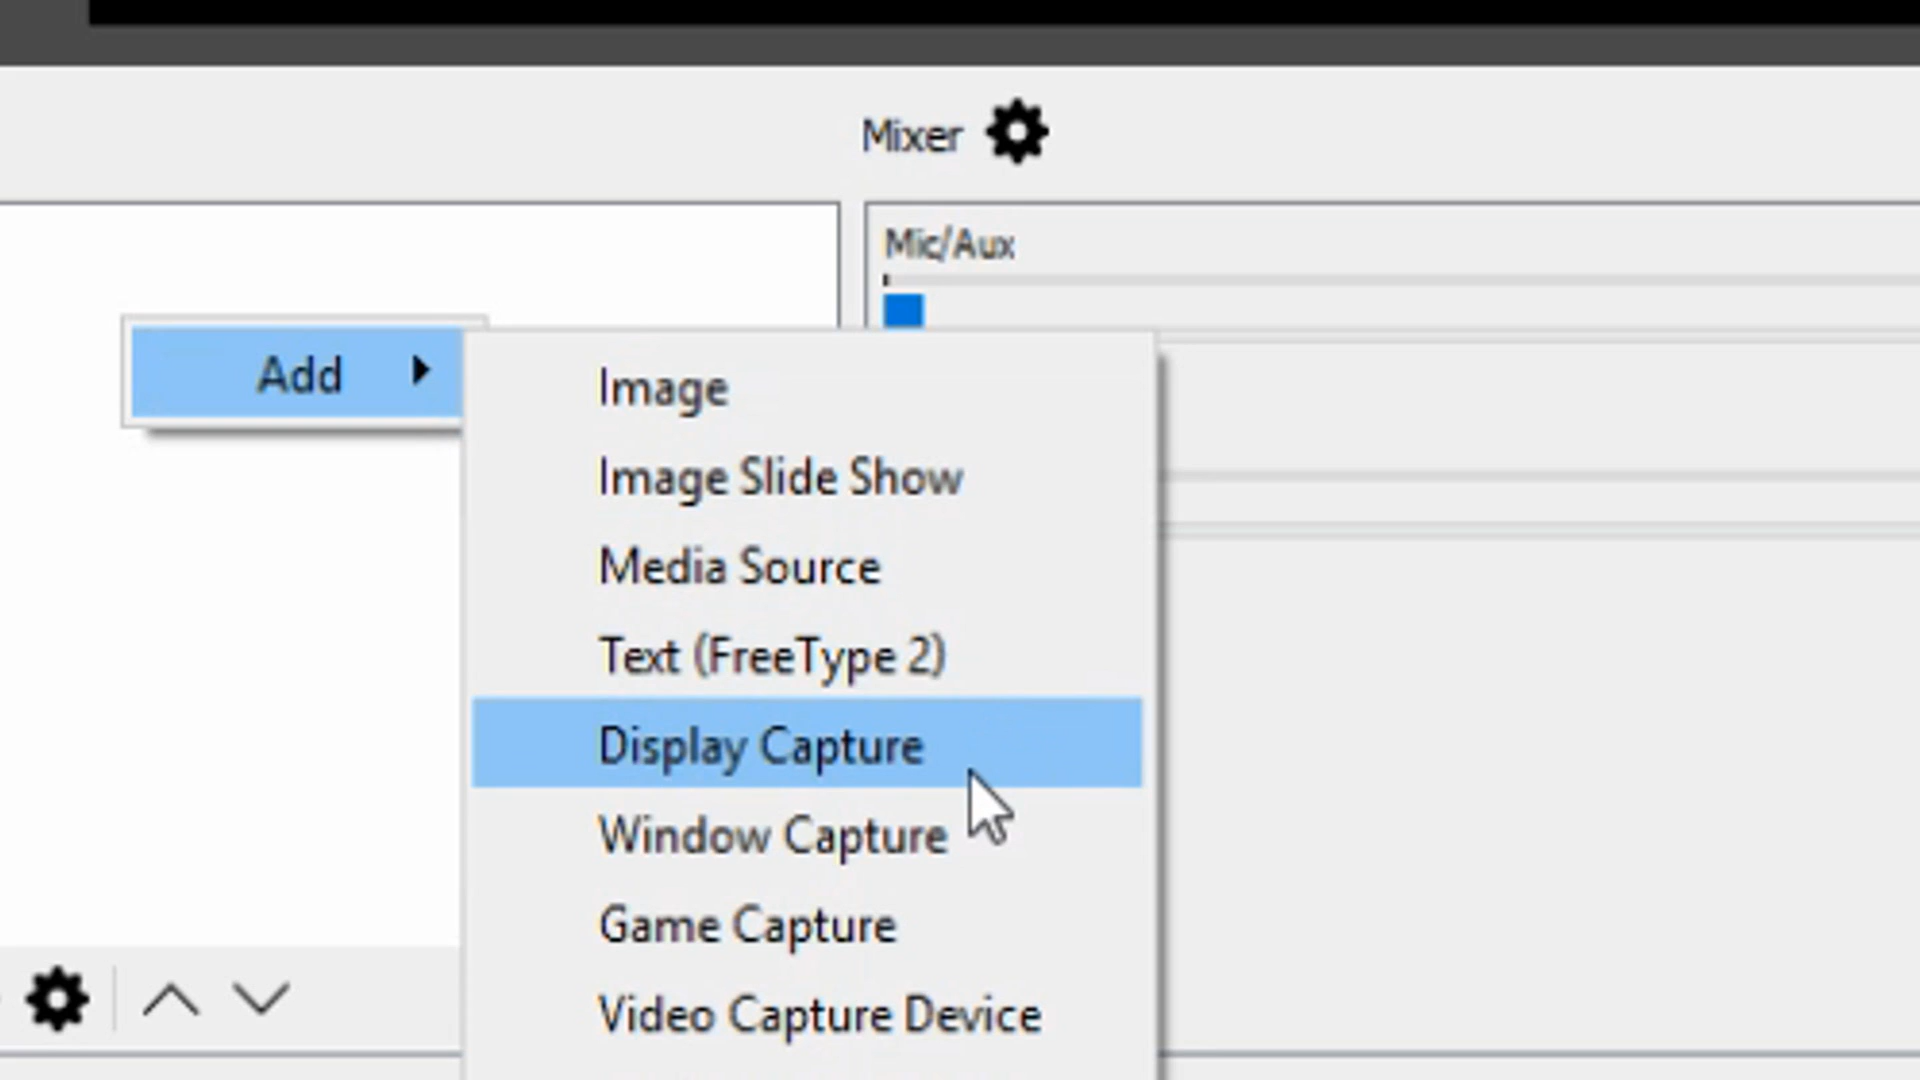 Mixer
Mic/Aux
Add
Image
Image Slide Show
Media Source
Text (FreeType 2)
Display Capture
Window Capture
Game Capture
Video Capture Device